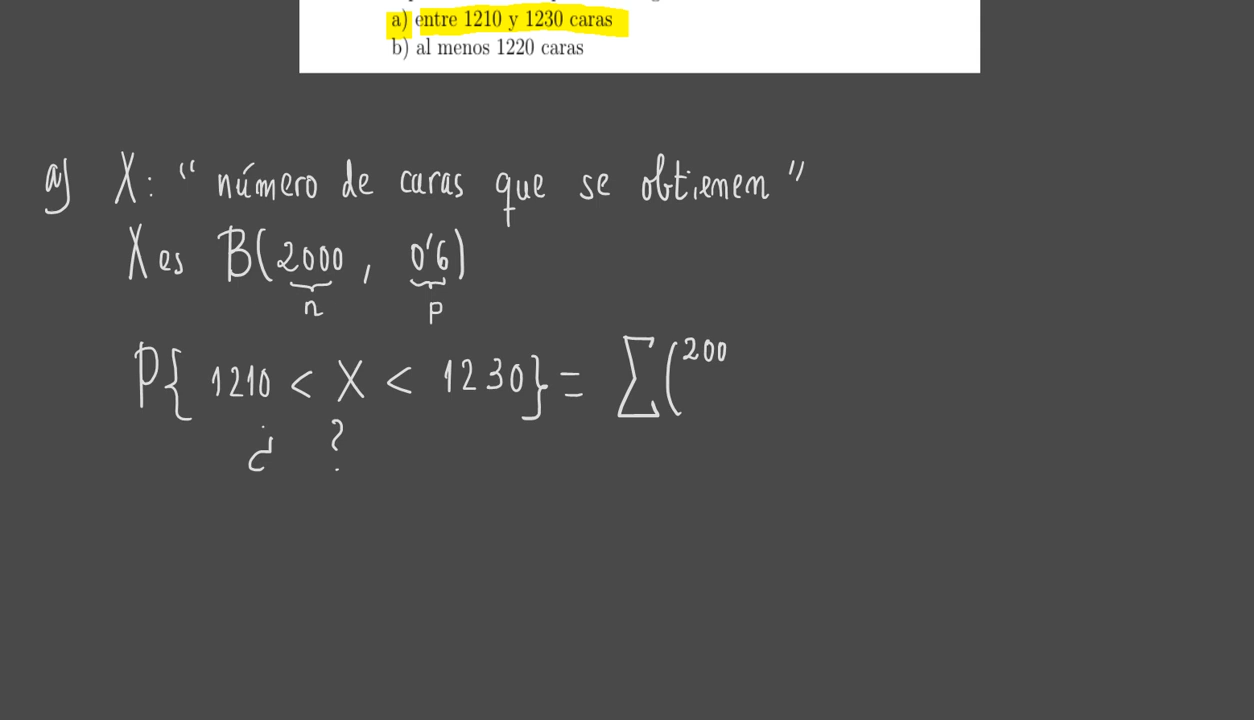 a) entre 1210 y 1230 caras
b) al menos 1220 caras
a) X: “número de caras que se obtienen”
X es B(2000, 0'6)
n p
P{ 1210 < X < 1230} = Σ(200
¿ ?